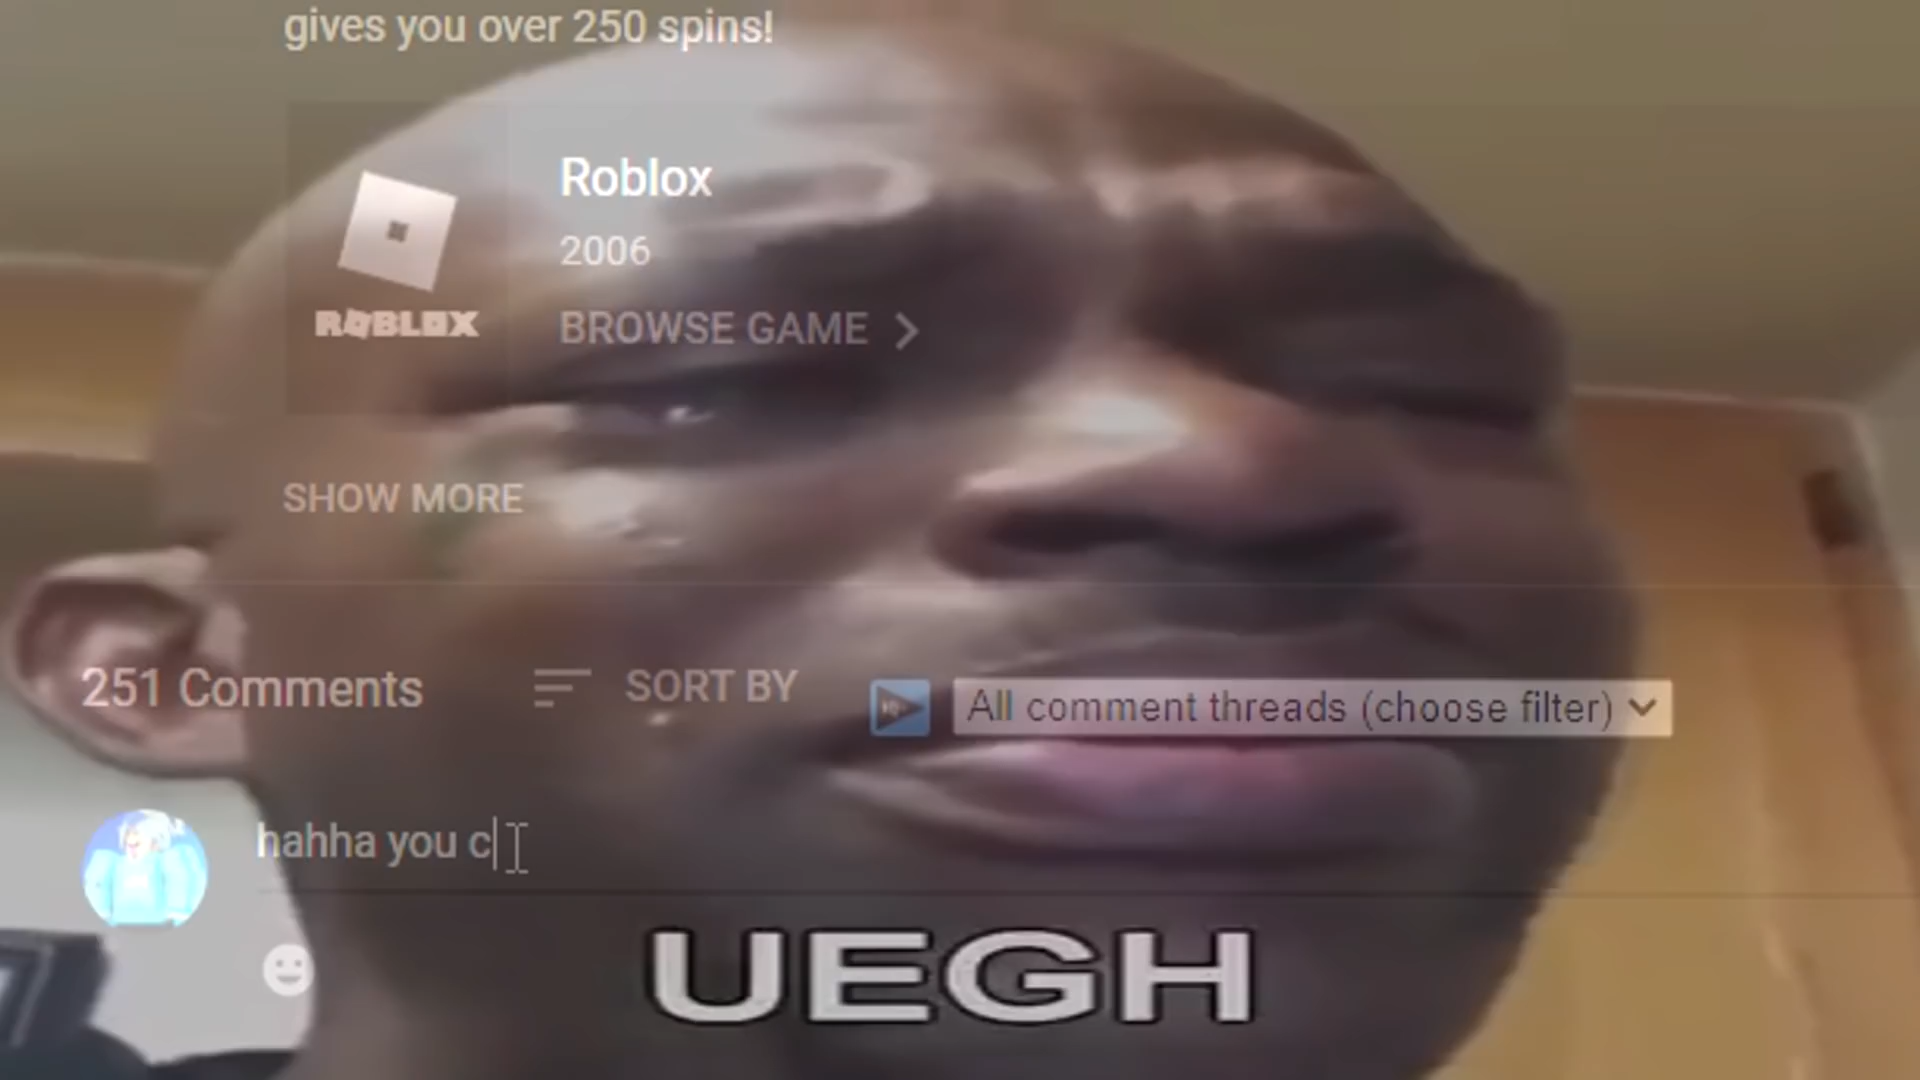 gives you over 250 spins!
Roblox
2006
ROBLOX
BROWSE GAME
SHOW MORE
251 Comments
SORT BY
All comment threads (choose filter)
hahha you c
UEGH